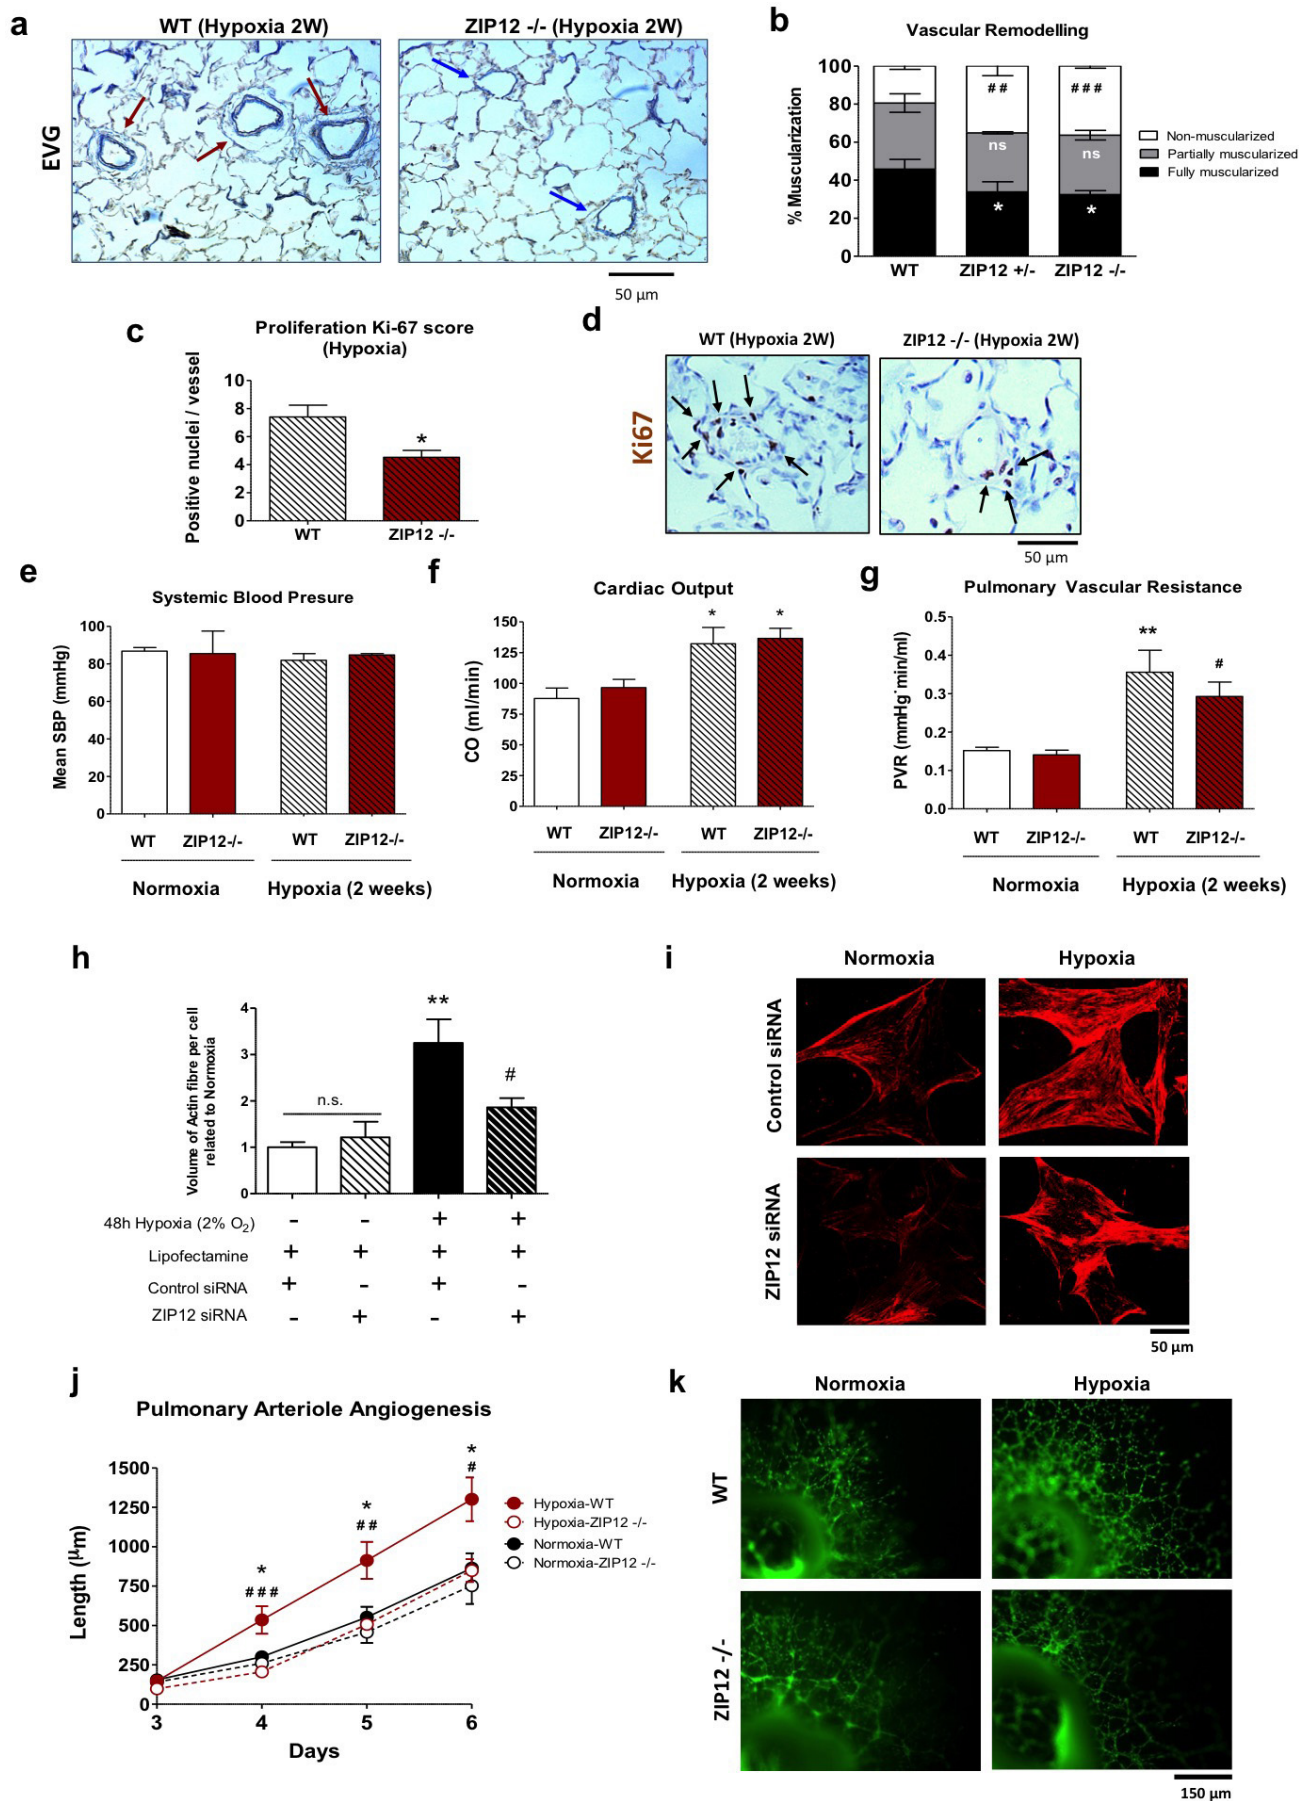 a
WT (Hypoxia 2W)
ZIP12 -/- (Hypoxia 2W)
EVG
50 µm
b
Vascular Remodelling
% Muscularization
100
80
60
40
20
0
##
###
ns
ns
*
*
WT
ZIP12 +/-
ZIP12 -/-
Non-muscularized
Partially muscularized
Fully muscularized
c
Proliferation Ki-67 score
(Hypoxia)
Positive nuclei / vessel
10
8
6
4
2
0
*
WT
ZIP12 -/-
d
WT (Hypoxia 2W)
ZIP12 -/- (Hypoxia 2W)
Ki67
50 µm
e
Systemic Blood Presure
Mean SBP (mmHg)
100
80
60
40
20
0
WT
ZIP12-/-
WT
ZIP12-/-
Normoxia
Hypoxia (2 weeks)
f
Cardiac Output
CO (ml/min)
150
125
100
75
50
25
0
*
*
WT
ZIP12-/-
WT
ZIP12-/-
Normoxia
Hypoxia (2 weeks)
g
Pulmonary Vascular Resistance
PVR (mmHg·min/ml)
0.5
0.4
0.3
0.2
0.1
0.0
**
#
WT
ZIP12-/-
WT
ZIP12-/-
Normoxia
Hypoxia (2 weeks)
h
Volume of Actin fibre per cell
related to Normoxia
4
3
2
1
0
n.s.
**
#
48h Hypoxia (2% O2) - - + +
Lipofectamine + + + +
Control siRNA + - + -
ZIP12 siRNA - + - +
i
Normoxia
Hypoxia
Control siRNA
ZIP12 siRNA
50 µm
j
Pulmonary Arteriole Angiogenesis
Length (µm)
1500
1250
1000
750
500
250
0
*
###
*
##
*
#
3 4 5 6
Days
Hypoxia-WT
Hypoxia-ZIP12 -/-
Normoxia-WT
Normoxia-ZIP12 -/-
k
Normoxia
Hypoxia
WT
ZIP12 -/-
150 µm